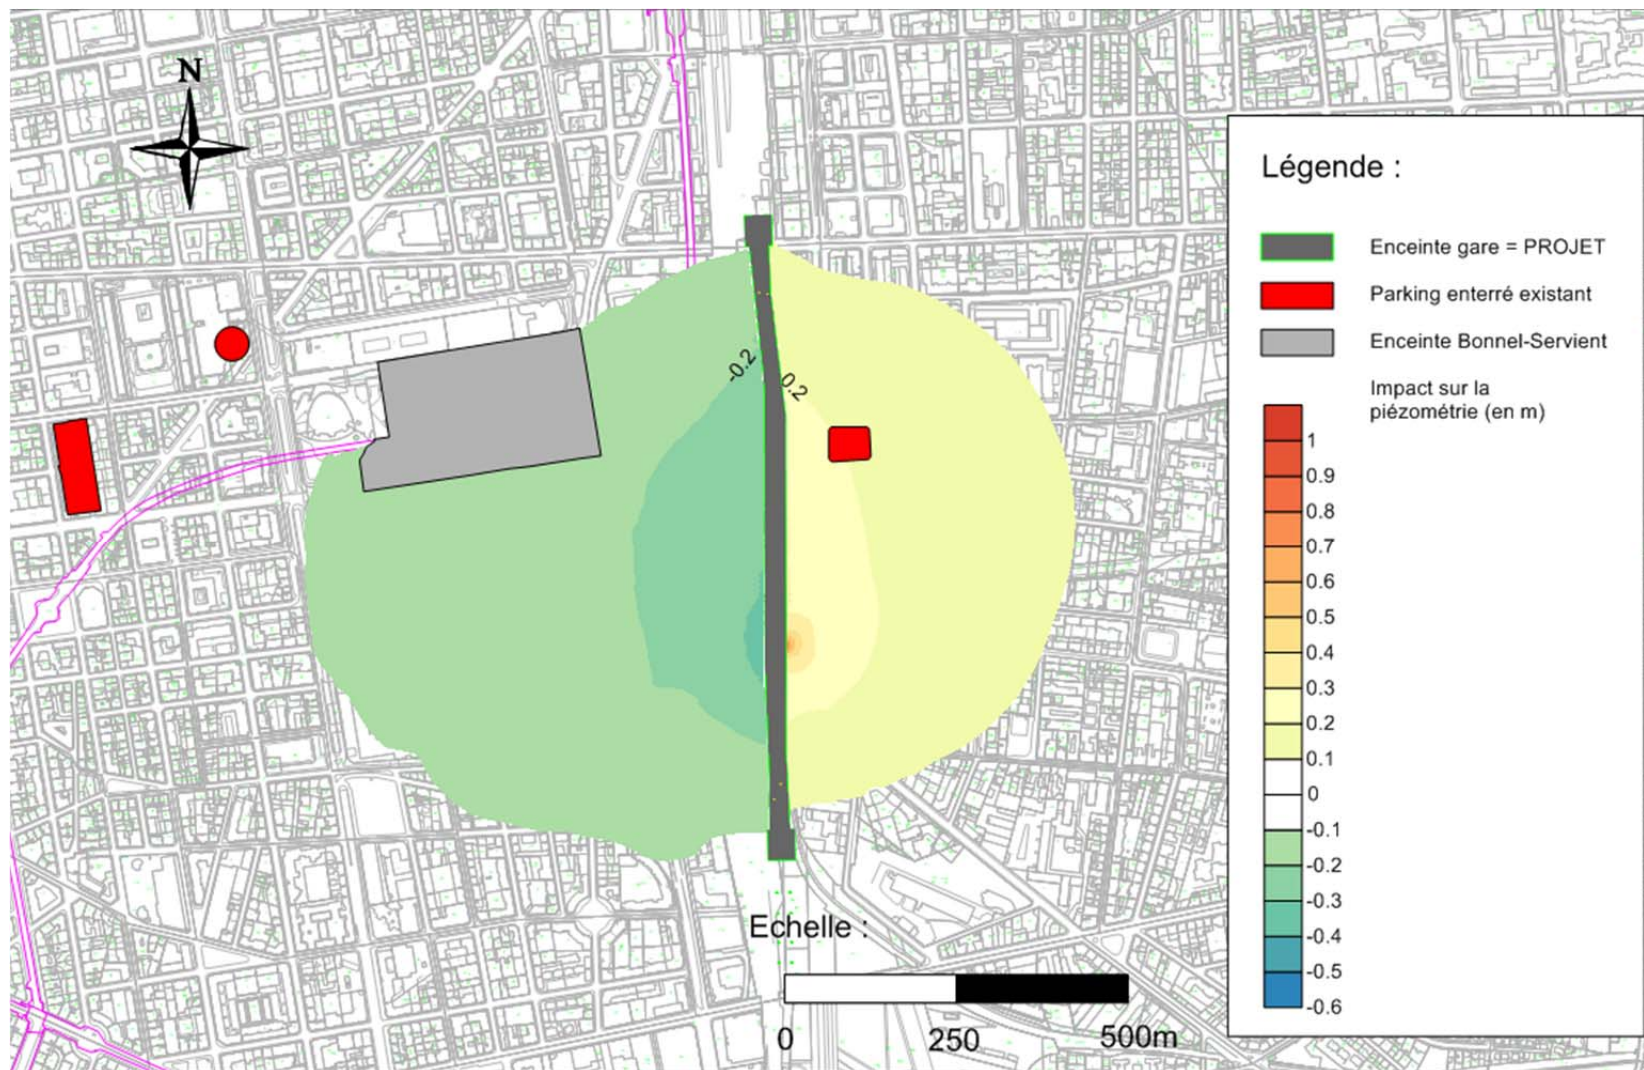 N
Légende :
Enceinte gare = PROJET
Parking enterré existant
Enceinte Bonnel-Servient
Impact sur la
piézométrie (en m)
1
0.9
0.8
0.7
0.6
0.5
0.4
0.3
0.2
0.1
0
-0.1
-0.2
-0.3
-0.4
-0.5
-0.6
-0.2
0.2
Echelle :
0 250 500m